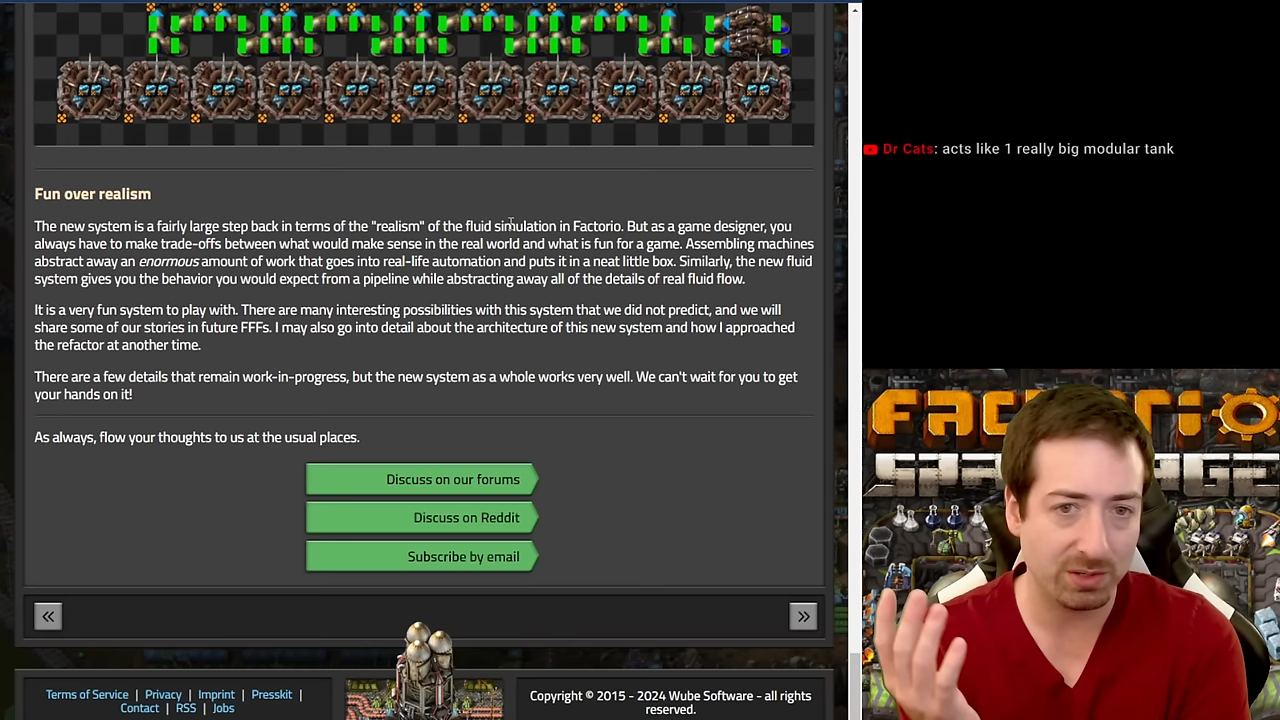 Fun over realism
The new system is a fairly large step back in terms of the "realism" of the fluid simulation in Factorio. But as a game designer, you
always have to make trade-offs between what would make sense in the real world and what is fun for a game. Assembling machines
abstract away an enormous amount of work that goes into real-life automation and puts it in a neat little box. Similarly, the new fluid
system gives you the behavior you would expect from a pipeline while abstracting away all of the details of real fluid flow.
It is a very fun system to play with. There are many interesting possibilities with this system that we did not predict, and we will
share some of our stories in future FFFs. I may also go into detail about the architecture of this new system and how I approached
the refactor at another time.
There are a few details that remain work-in-progress, but the new system as a whole works very well. We can't wait for you to get
your hands on it!
As always, flow your thoughts to us at the usual places.
Discuss on our forums
Discuss on Reddit
Subscribe by email
« »
Terms of Service | Privacy | Imprint | Presskit |
Contact | RSS | Jobs
Copyright © 2015 - 2024 Wube Software - all rights
reserved.
Dr Cats: acts like 1 really big modular tank